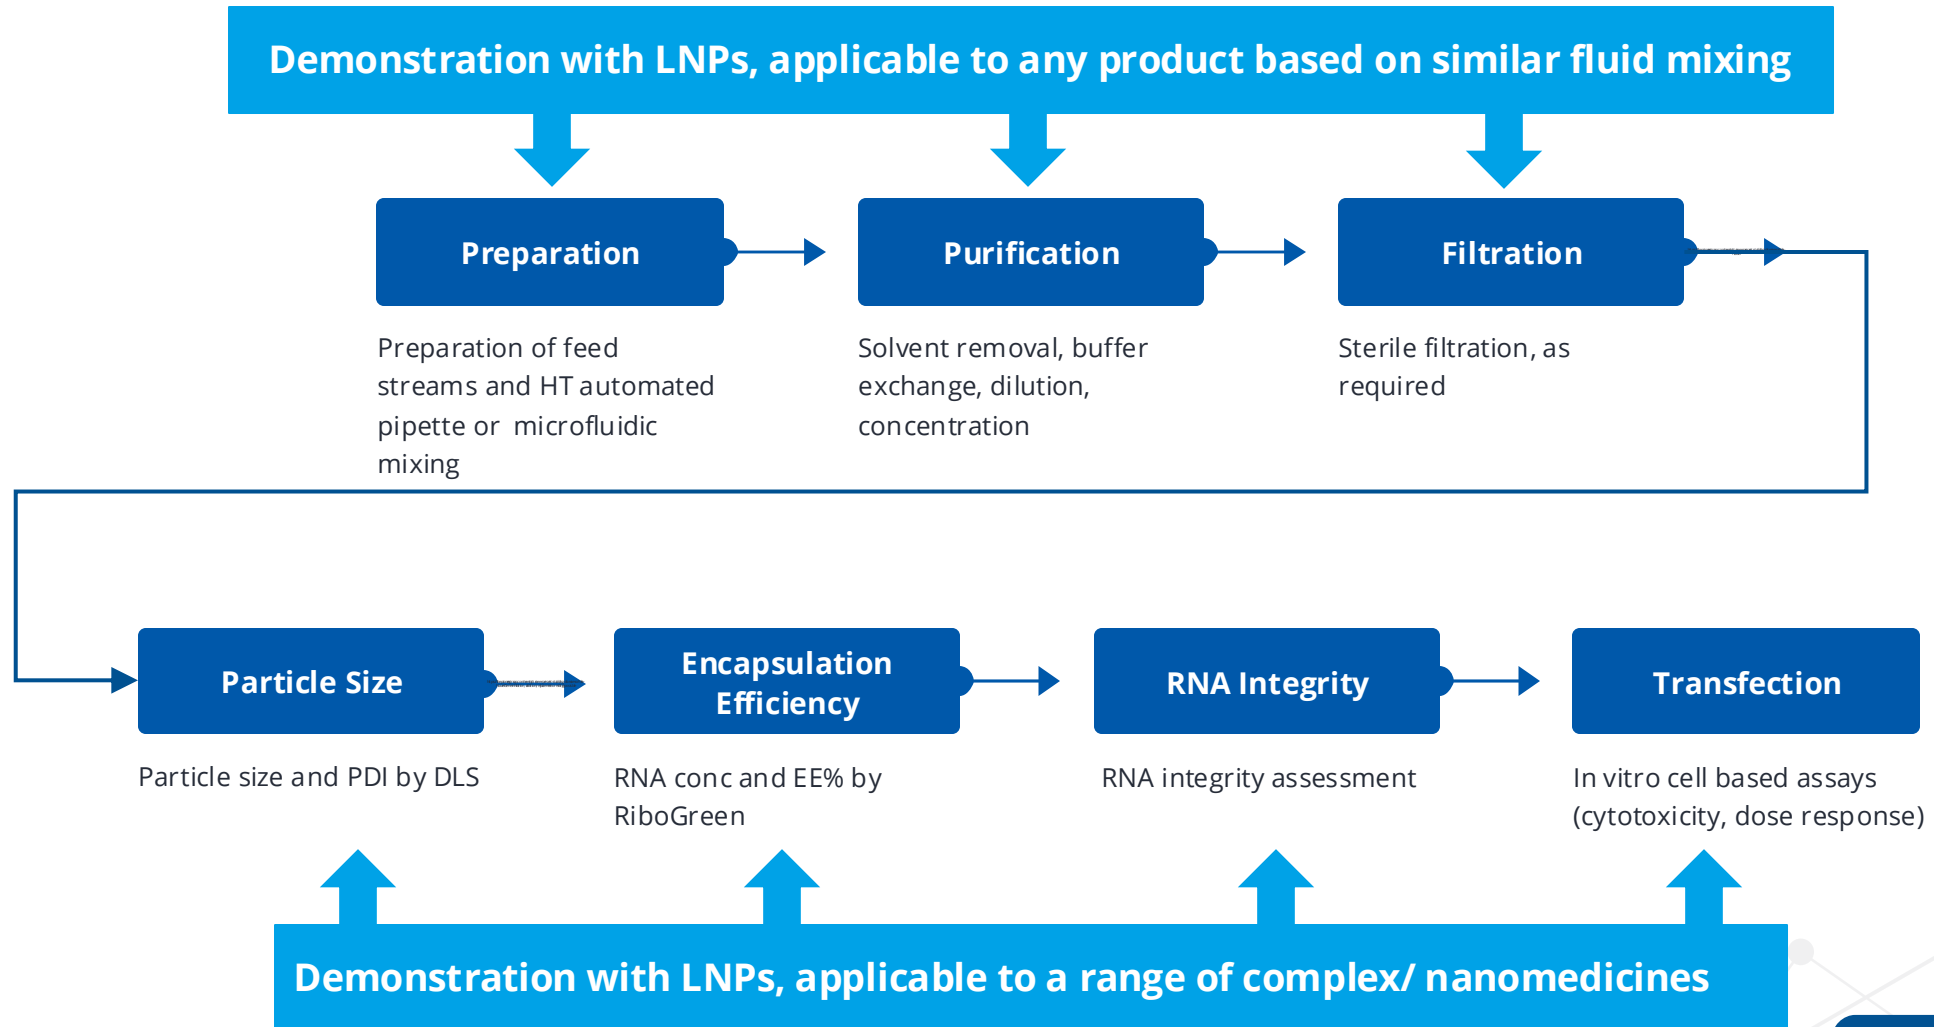 Demonstration with LNPs, applicable to any product based on similar fluid mixing
Preparation
Purification
Filtration
Preparation of feed
streams and HT automated
pipette or microfluidic
mixing
Solvent removal, buffer
exchange, dilution,
concentration
Sterile filtration, as
required
Particle Size
Encapsulation
Efficiency
RNA Integrity
Transfection
Particle size and PDI by DLS
RNA conc and EE% by
RiboGreen
RNA integrity assessment
In vitro cell based assays
(cytotoxicity, dose response)
Demonstration with LNPs, applicable to a range of complex/ nanomedicines